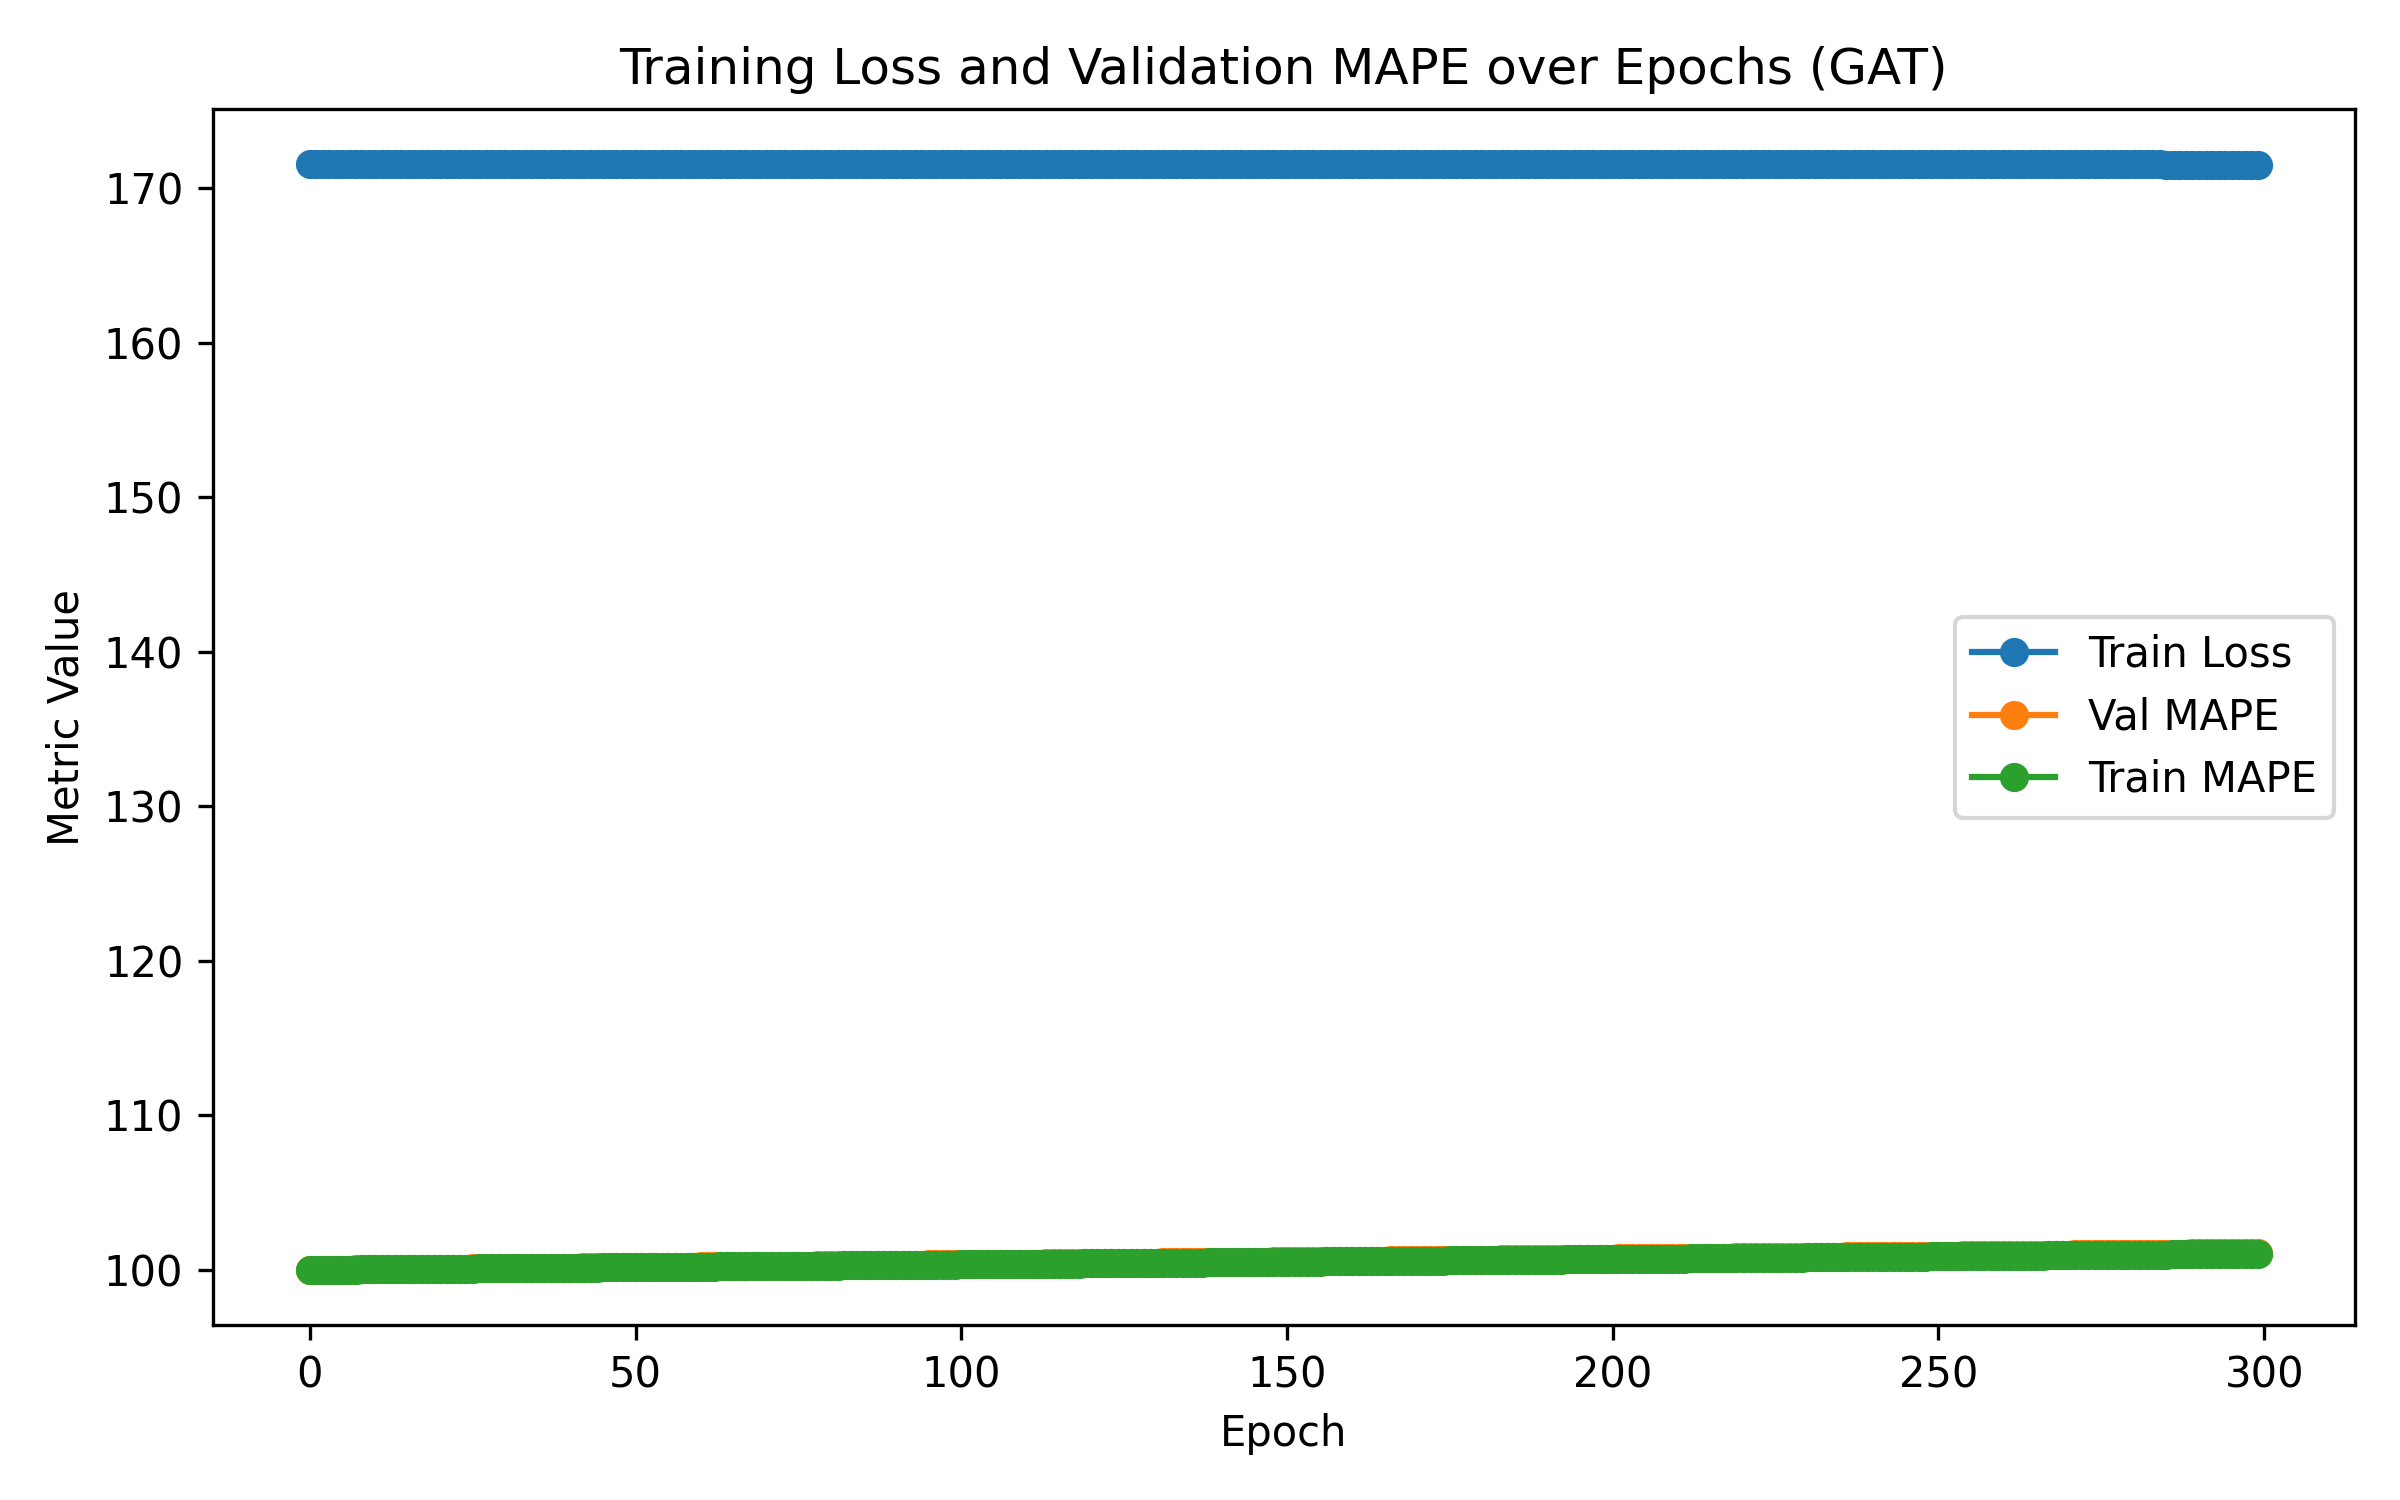 Training Loss and Validation MAPE over Epochs (GAT)
170
160
150
140
130
120
110
100
Metric Value
Train Loss
Val MAPE
Train MAPE
0 50 100 150 200 250 300
Epoch